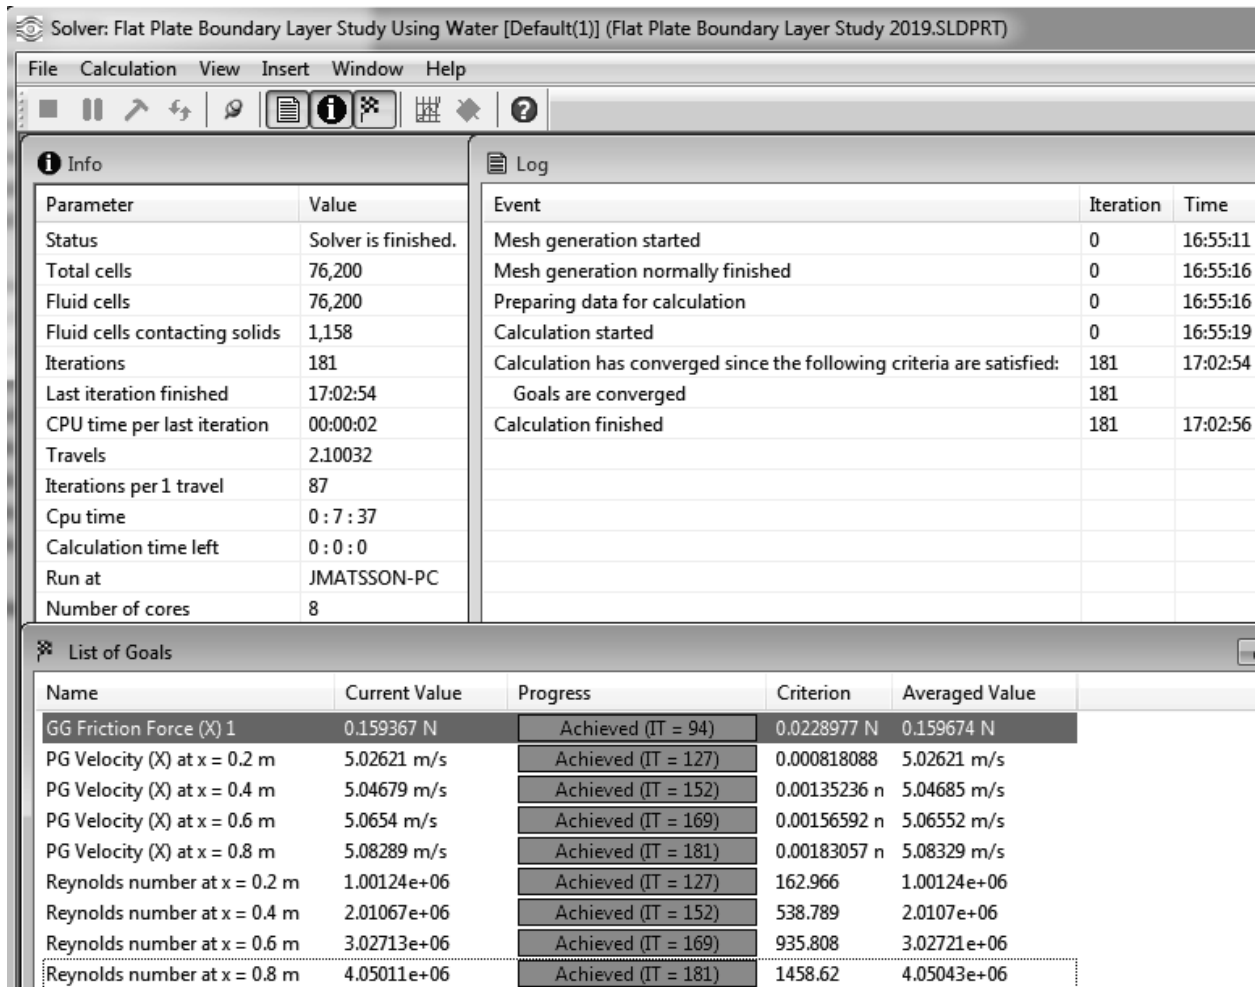 Solver: Flat Plate Boundary Layer Study Using Water [Default(1)] (Flat Plate Boundary Layer Study 2019.SLDPRT)
File Calculation View Insert Window Help
Info
Parameter Value
Status Solver is finished.
Total cells 76,200
Fluid cells 76,200
Fluid cells contacting solids 1,158
Iterations 181
Last iteration finished 17:02:54
CPU time per last iteration 00:00:02
Travels 2.10032
Iterations per 1 travel 87
Cpu time 0 : 7 : 37
Calculation time left 0 : 0 : 0
Run at JMATSSON-PC
Number of cores 8
Log
Event Iteration Time
Mesh generation started 0 16:55:11
Mesh generation normally finished 0 16:55:16
Preparing data for calculation 0 16:55:16
Calculation started 0 16:55:19
Calculation has converged since the following criteria are satisfied: 181 17:02:54
Goals are converged 181
Calculation finished 181 17:02:56
List of Goals
Name Current Value Progress Criterion Averaged Value
GG Friction Force (X) 1 0.159367 N Achieved (IT = 94) 0.0228977 N 0.159674 N
PG Velocity (X) at x = 0.2 m 5.02621 m/s Achieved (IT = 127) 0.000818088 5.02621 m/s
PG Velocity (X) at x = 0.4 m 5.04679 m/s Achieved (IT = 152) 0.00135236 n 5.04685 m/s
PG Velocity (X) at x = 0.6 m 5.0654 m/s Achieved (IT = 169) 0.00156592 n 5.06552 m/s
PG Velocity (X) at x = 0.8 m 5.08289 m/s Achieved (IT = 181) 0.00183057 n 5.08329 m/s
Reynolds number at x = 0.2 m 1.00124e+06 Achieved (IT = 127) 162.966 1.00124e+06
Reynolds number at x = 0.4 m 2.01067e+06 Achieved (IT = 152) 538.789 2.0107e+06
Reynolds number at x = 0.6 m 3.02713e+06 Achieved (IT = 169) 935.808 3.02721e+06
Reynolds number at x = 0.8 m 4.05011e+06 Achieved (IT = 181) 1458.62 4.05043e+06